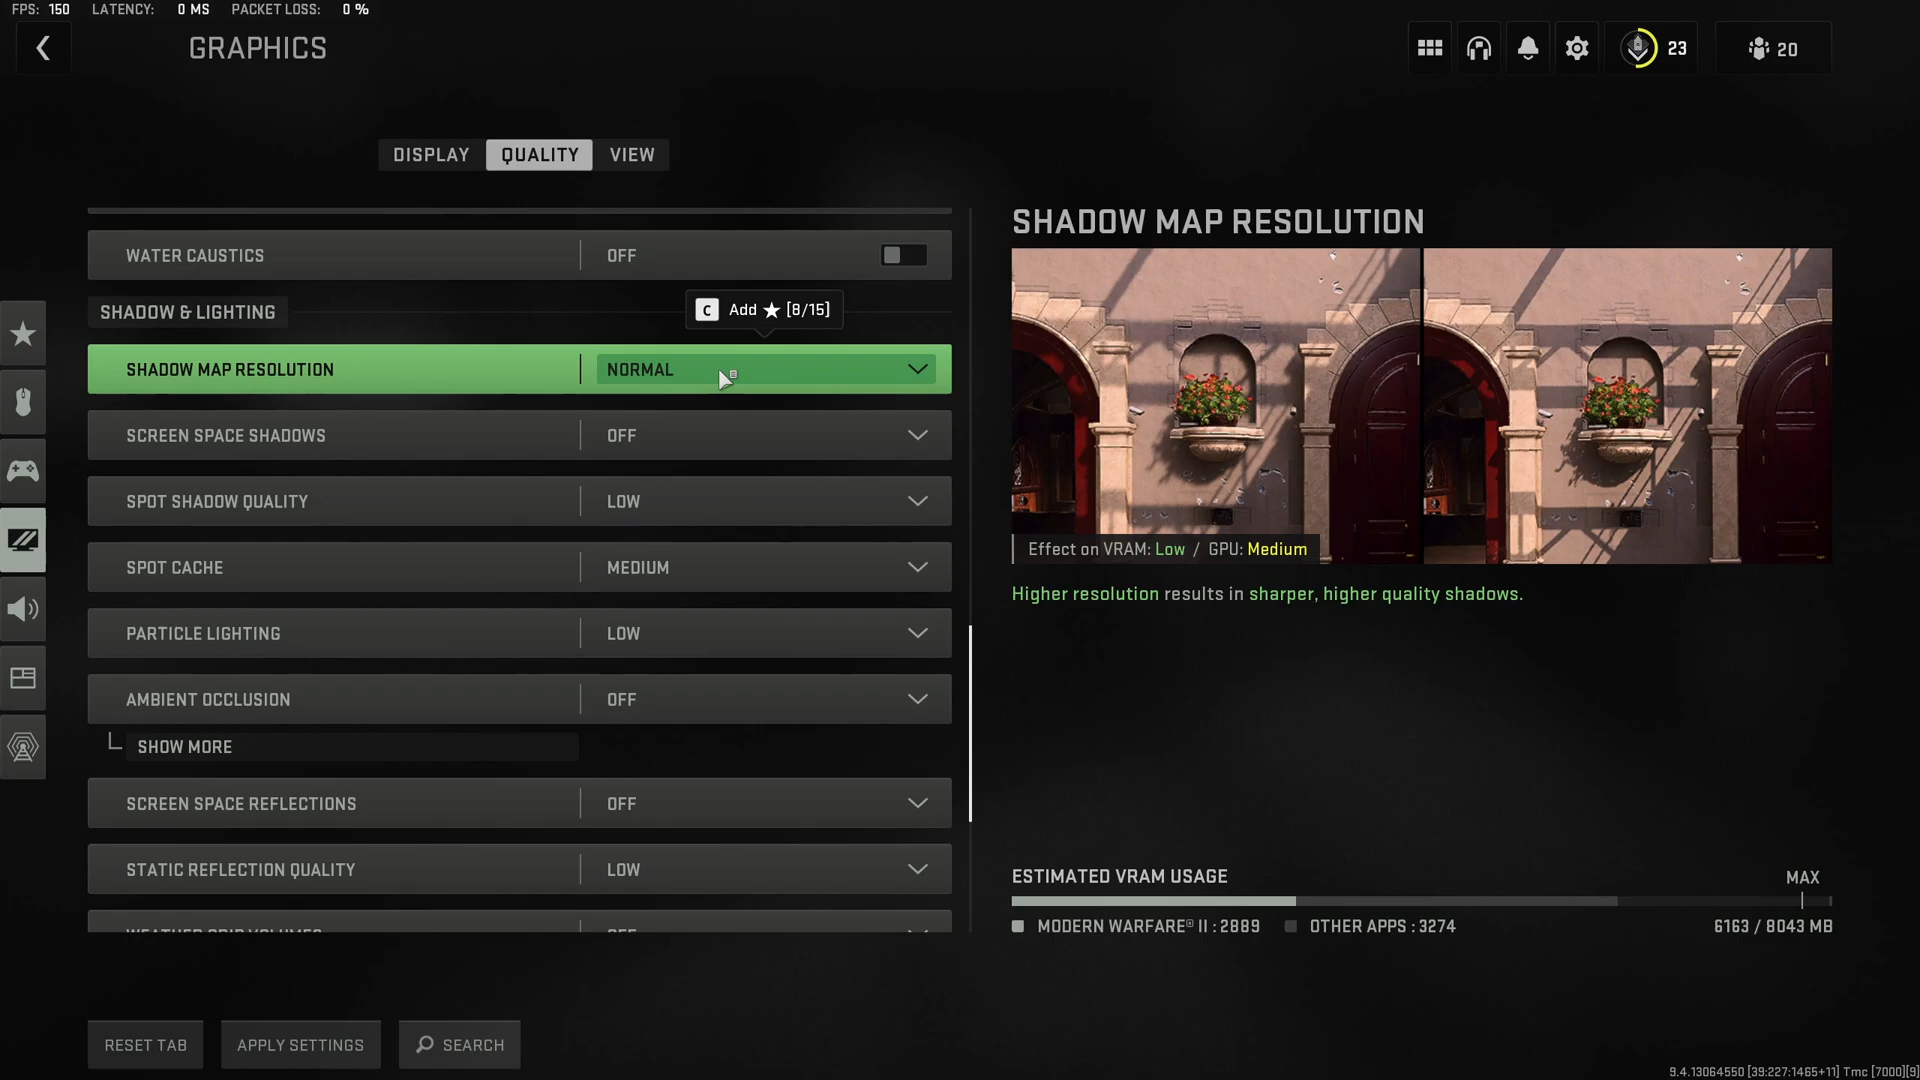 FPS: 150 LATENCY: 0 MS PACKET LOSS: 0 %
GRAPHICS
23
20
DISPLAY QUALITY VIEW
WATER CAUSTICS OFF
SHADOW & LIGHTING
C Add ★ [8/15]
SHADOW MAP RESOLUTION NORMAL
SCREEN SPACE SHADOWS OFF
SPOT SHADOW QUALITY LOW
SPOT CACHE MEDIUM
PARTICLE LIGHTING LOW
AMBIENT OCCLUSION OFF
SHOW MORE
SCREEN SPACE REFLECTIONS OFF
STATIC REFLECTION QUALITY LOW
WEATHER GRID VOLUMES OFF
SHADOW MAP RESOLUTION
Effect on VRAM: Low / GPU: Medium
Higher resolution results in sharper, higher quality shadows.
ESTIMATED VRAM USAGE MAX
MODERN WARFARE® II : 2889 OTHER APPS : 3274 6163 / 8043 MB
RESET TAB APPLY SETTINGS SEARCH
9.4.13064550 [39:227:1465+11] Tmc [7000][9]